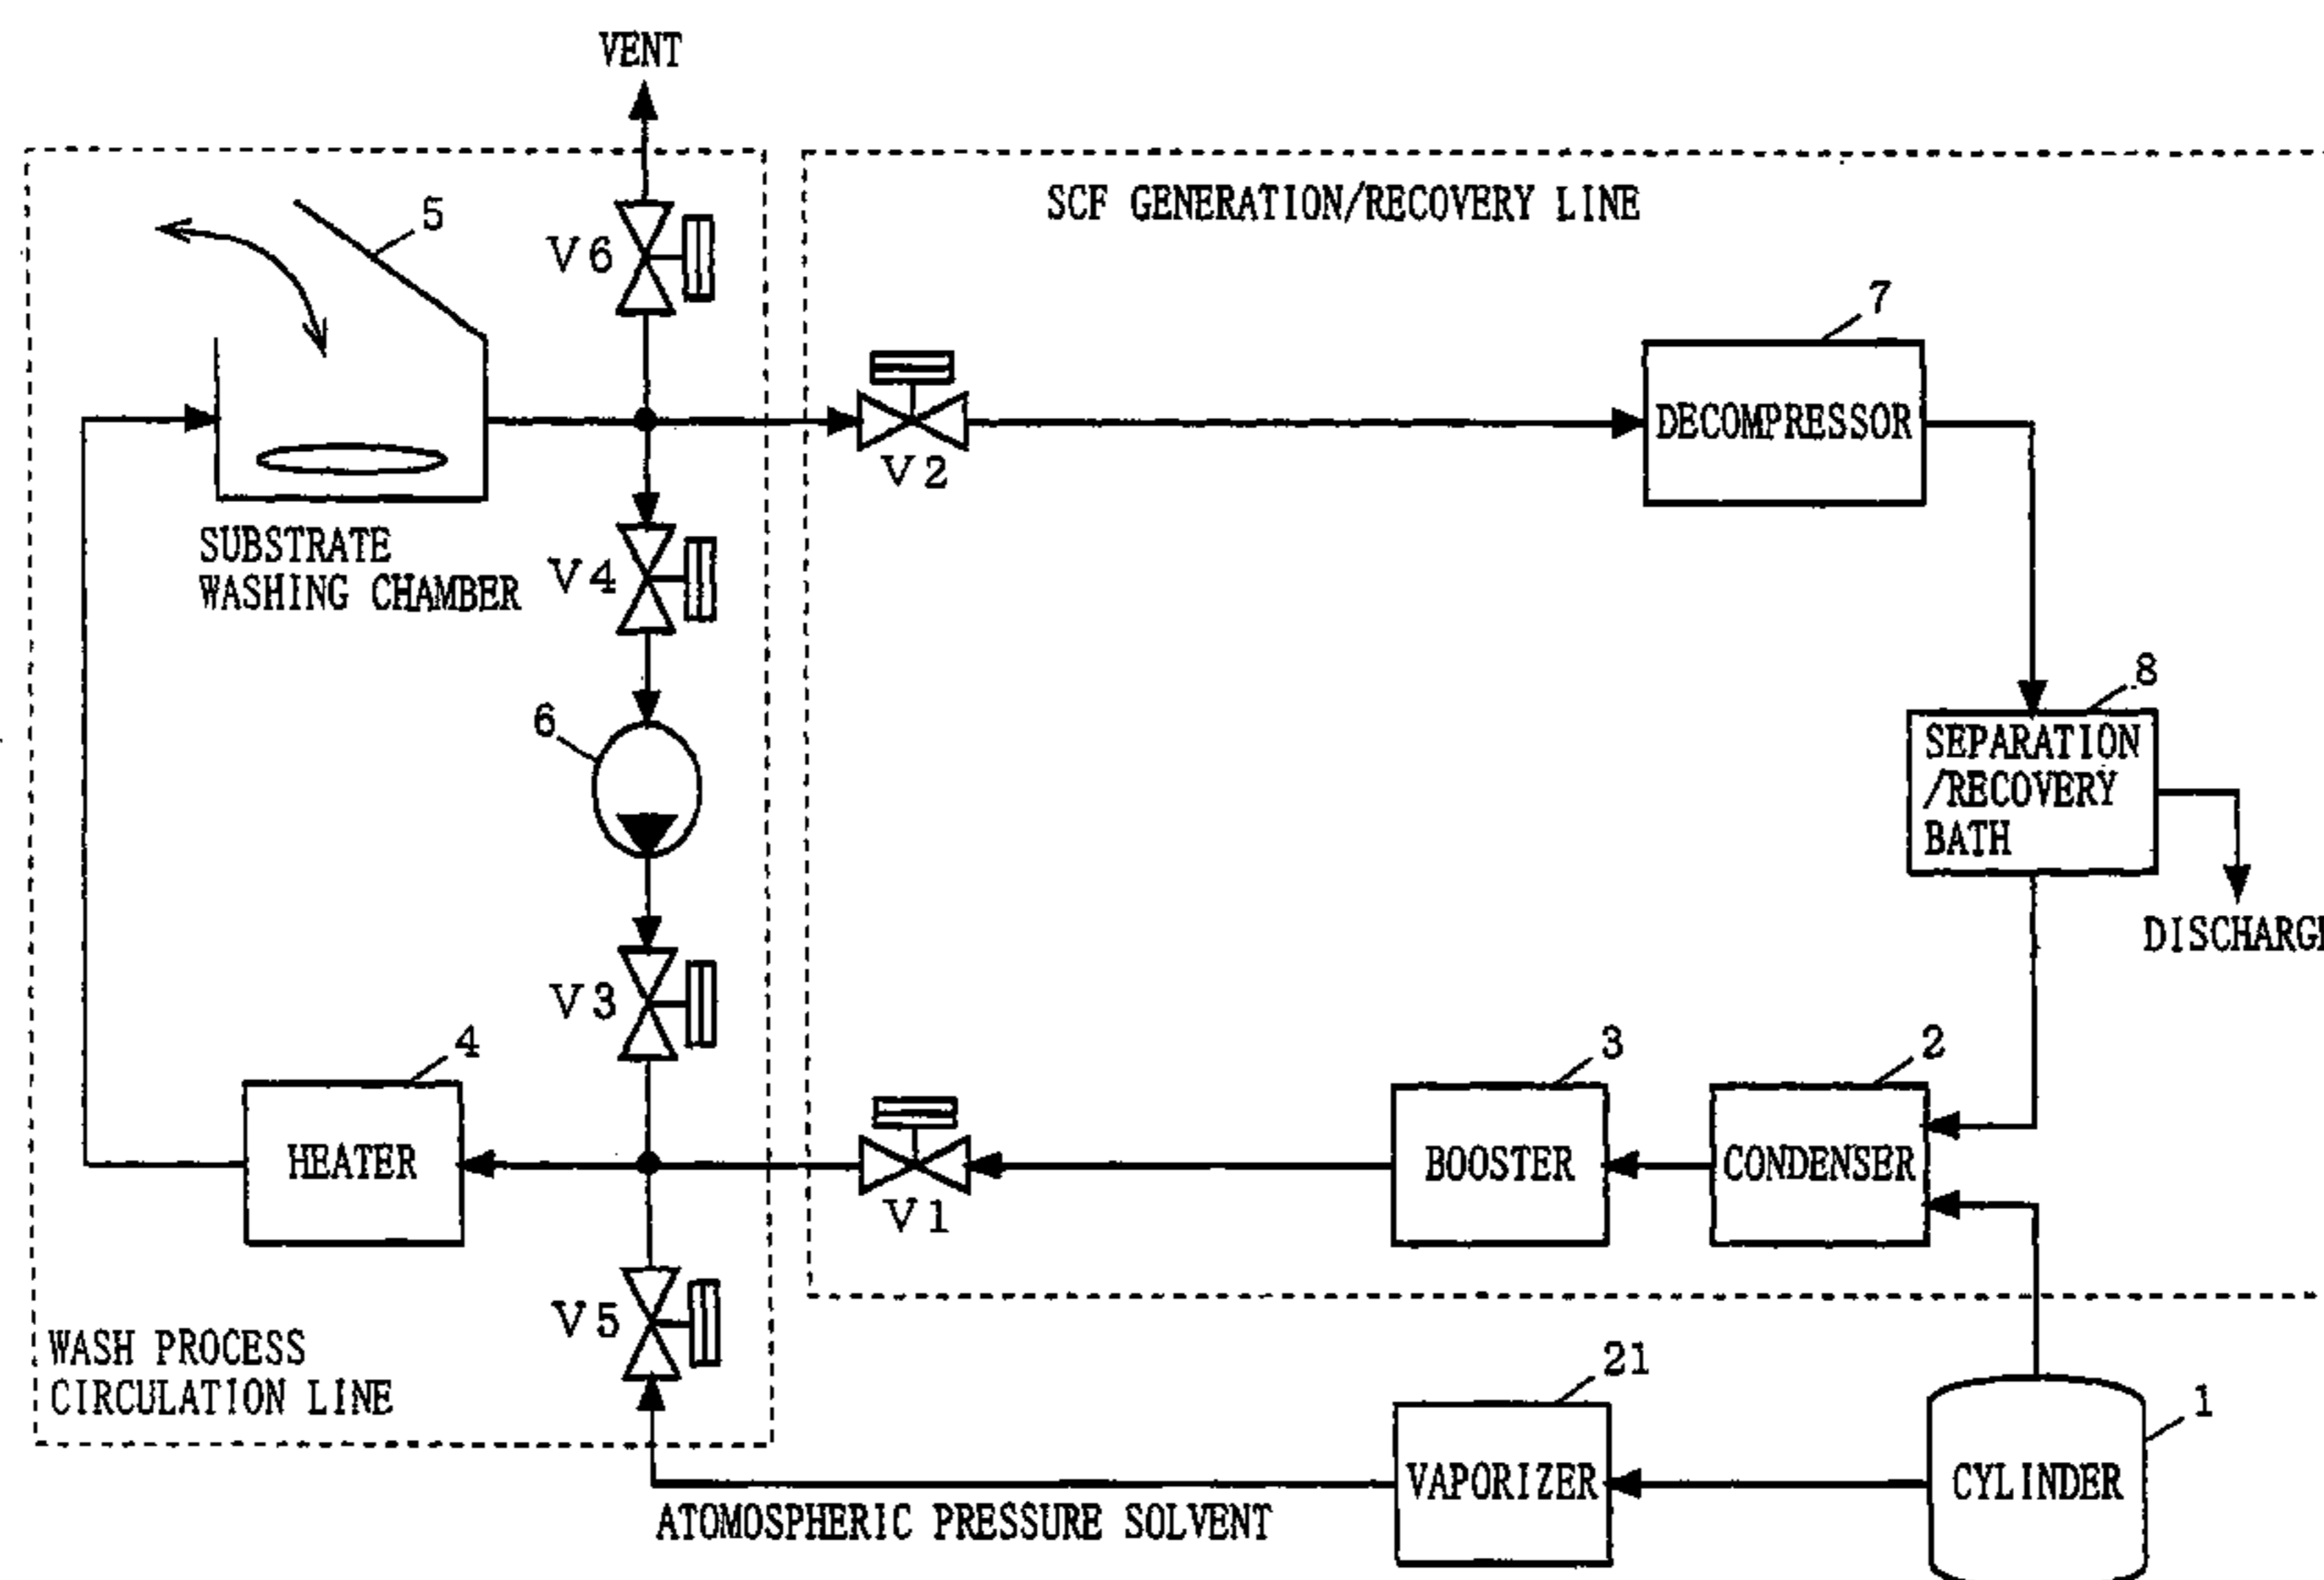 VENT
SCF GENERATION/RECOVERY LINE
5
V6
7
DECOMPRESSOR
V2
SUBSTRATE
WASHING CHAMBER
V4
8
SEPARATION
/RECOVERY
BATH
6
DISCHARGE
V3
4
HEATER
3
BOOSTER
2
CONDENSER
V1
V5
WASH PROCESS
CIRCULATION LINE
21
VAPORIZER
1
CYLINDER
ATOMOSPHERIC PRESSURE SOLVENT